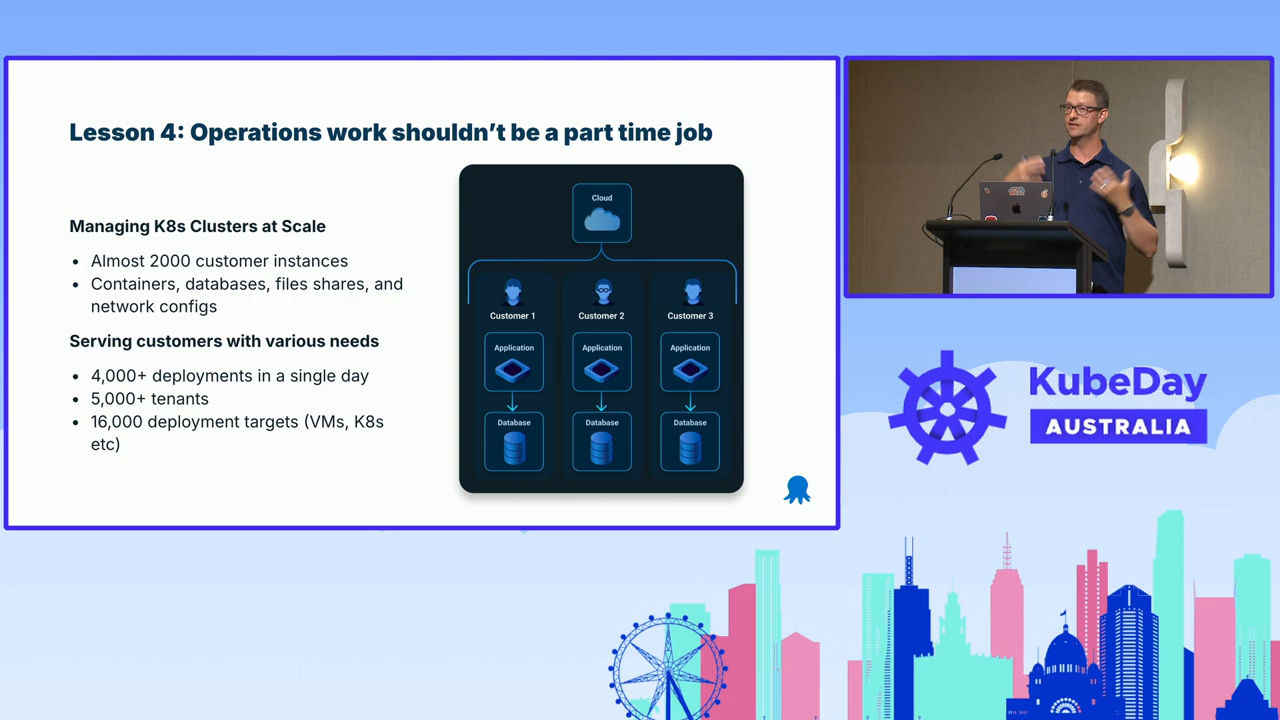 Lesson 4: Operations work shouldn't be a part time job
Managing K8s Clusters at Scale
• Almost 2000 customer instances
• Containers, databases, files shares, and
network configs
Serving customers with various needs
• 4,000+ deployments in a single day
• 5,000+ tenants
• 16,000 deployment targets (VMs, K8s
etc)
Cloud
Customer 1
Customer 2
Customer 3
Application
Application
Application
Database
Database
Database
KubeDay
AUSTRALIA